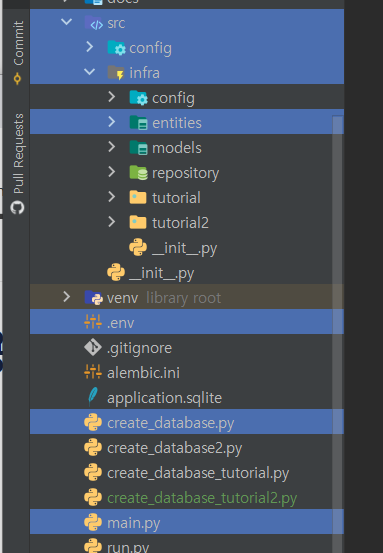 Commit
Pull Requests
docs
src
config
infra
config
entities
models
repository
tutorial
tutorial2
__init__.py
__init__.py
venv library root
.env
.gitignore
alembic.ini
application.sqlite
create_database.py
create_database2.py
create_database_tutorial.py
create_database_tutorial2.py
main.py
run.py